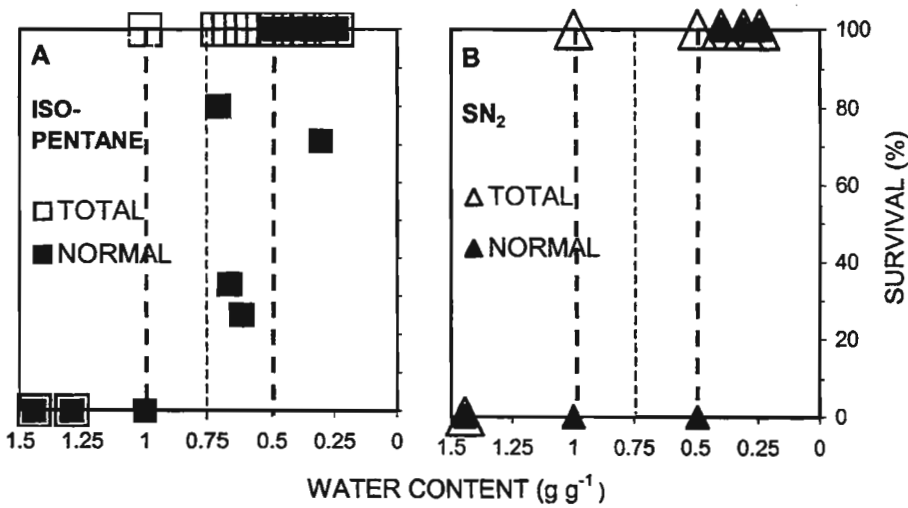 A
ISO-
PENTANE
TOTAL
NORMAL
1.5 1.25 1 0.75 0.5 0.25 0
B
SN₂
TOTAL
NORMAL
1.5 1.25 1 0.75 0.5 0.25 0
100
80
60
40
20
0
SURVIVAL (%)
WATER CONTENT (g g⁻¹)